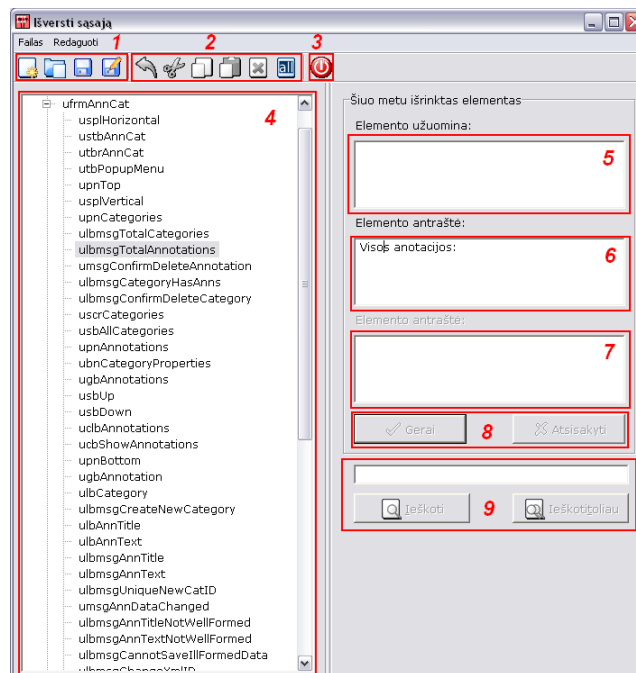 Išversti sąsają
Failas Redaguoti 1 2 3
a|
4
ufrmAnnCat
usplHorizontal
ustbAnnCat
utbrAnnCat
utbPopupMenu
upnTop
usplVertical
upnCategories
ulbmsgTotalCategories
ulbmsgTotalAnnotations
umsgConfirmDeleteAnnotation
ulbmsgCategoryHasAnns
ulbmsgConfirmDeleteCategory
uscrCategories
usbAllCategories
upnAnnotations
ubnCategoryProperties
ugbAnnotations
usbUp
usbDown
uclbAnnotations
ucbShowAnnotations
upnBottom
ugbAnnotation
ulbCategory
ulbmsgCreateNewCategory
ulbAnnTitle
ulbAnnText
ulbmsgAnnTitle
ulbmsgAnnText
ulbmsgUniqueNewCatID
umsgAnnDataChanged
ulbmsgAnnTitleNotWellFormed
ulbmsgAnnTextNotWellFormed
ulbmsgCannotSaveIllFormedData
ulbmsgChangeXmlID
Šiuo metu išrinktas elementas
Elemento užuomina:
5
Elemento antraštė:
Visos anotacijos:
6
Elemento antraštė:
7
Gerai 8 Atsisakyti
Ieškoti 9 Ieškotitoliau